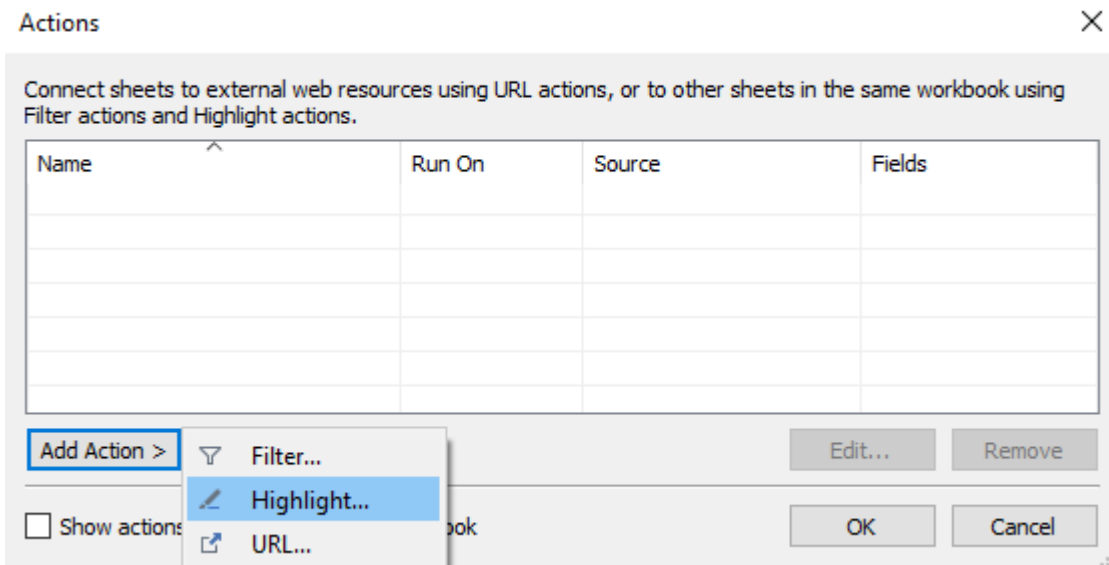 Actions
Connect sheets to external web resources using URL actions, or to other sheets in the same workbook using
Filter actions and Highlight actions.
Name Run On Source Fields
Add Action > Edit... Remove
Filter...
Highlight...
Show actions OK Cancel
URL...